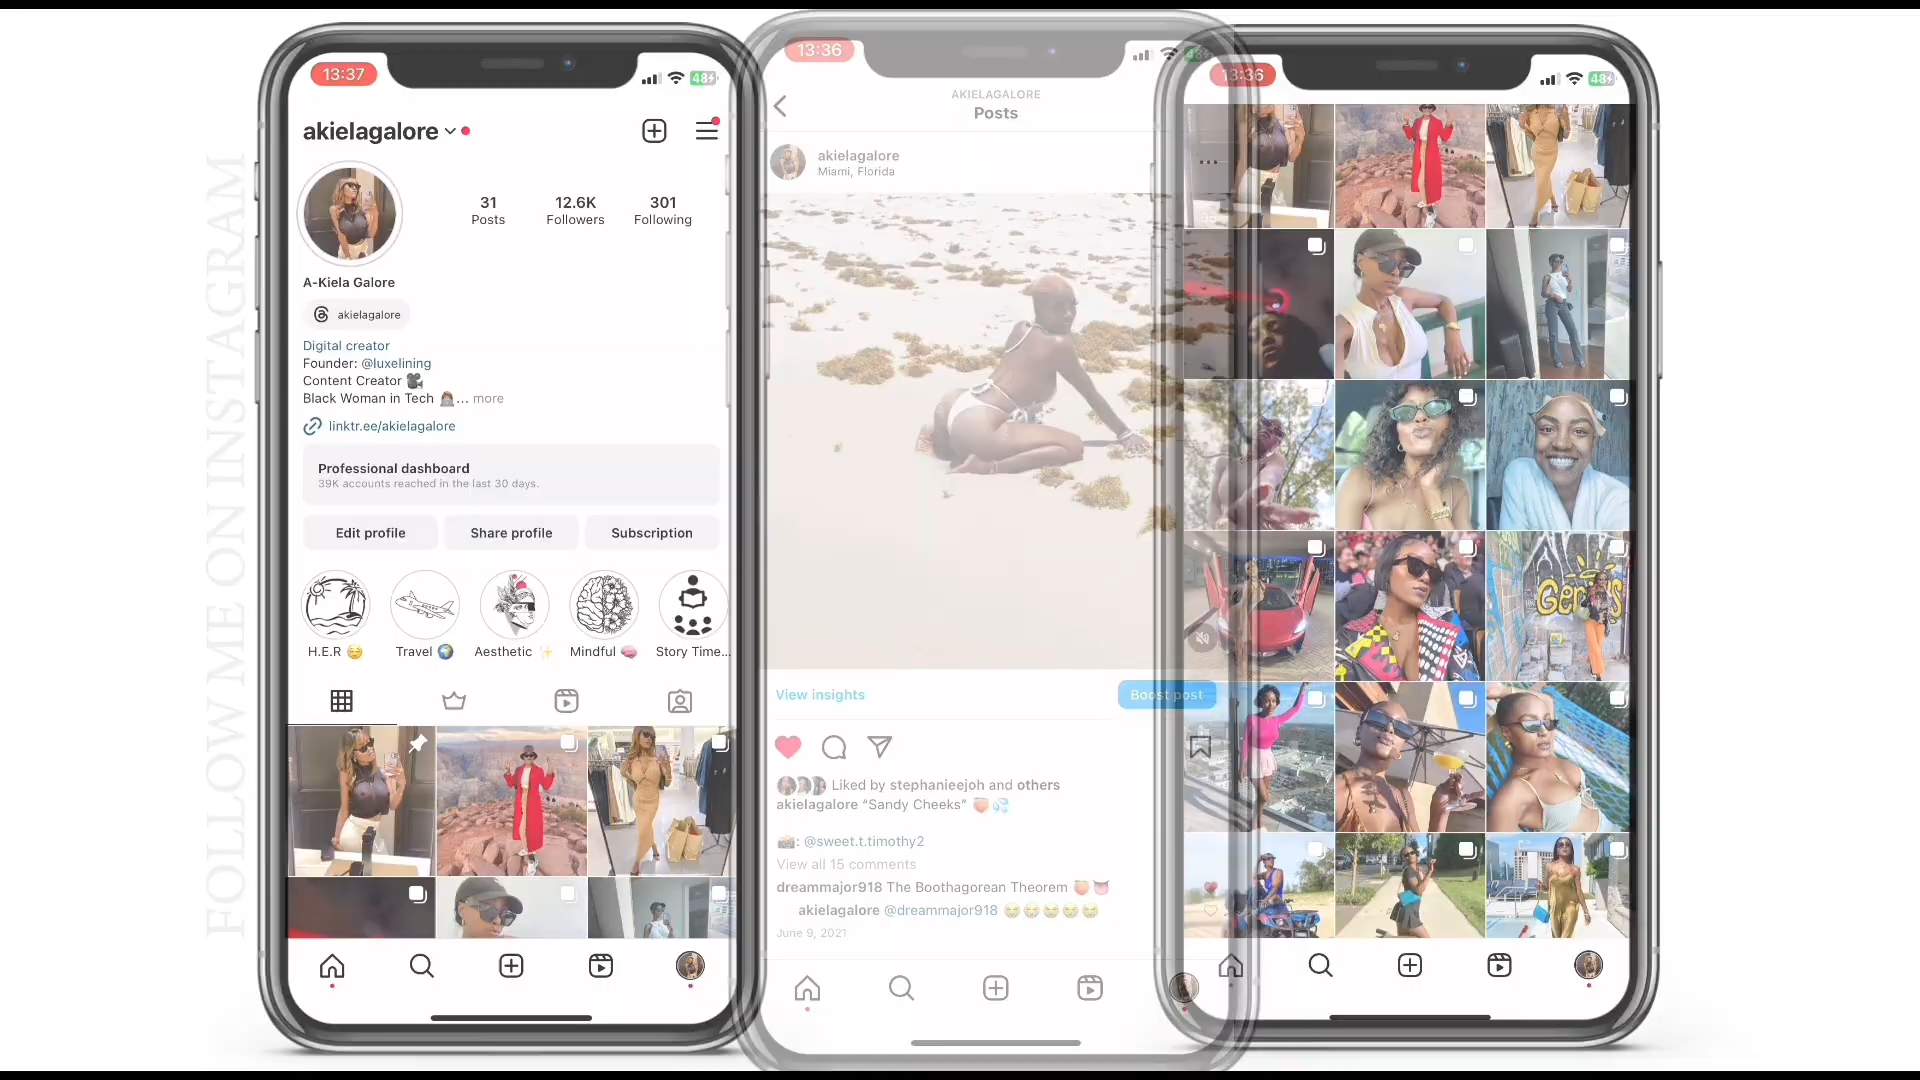 FOLLOW ME ON INSTAGRAM
13:37
48
akielagalore
31
Posts
12.6K
Followers
301
Following
A-Kiela Galore
akielagalore
Digital creator
Founder: @luxelining
Content Creator 🎥
Black Woman in Tech 👩🏽‍💻... more
linktr.ee/akielagalore
Professional dashboard
39K accounts reached in the last 30 days.
Edit profile
Share profile
Subscription
H.E.R 😌
Travel 🌍
Aesthetic ✨
Mindful 🧠
Story Time...
13:36
48
AKIELAGALORE
Posts
akielagalore
Miami, Florida
View insights
Boost post
Liked by stephanieejoh and others
akielagalore “Sandy Cheeks” 🍑💦
📸: @sweet.t.timothy2
View all 15 comments
dreammajor918 The Boothagorean Theorem 🍑👅
akielagalore @dreammajor918 😂😂😂😂😂
June 9, 2021
13:36
48